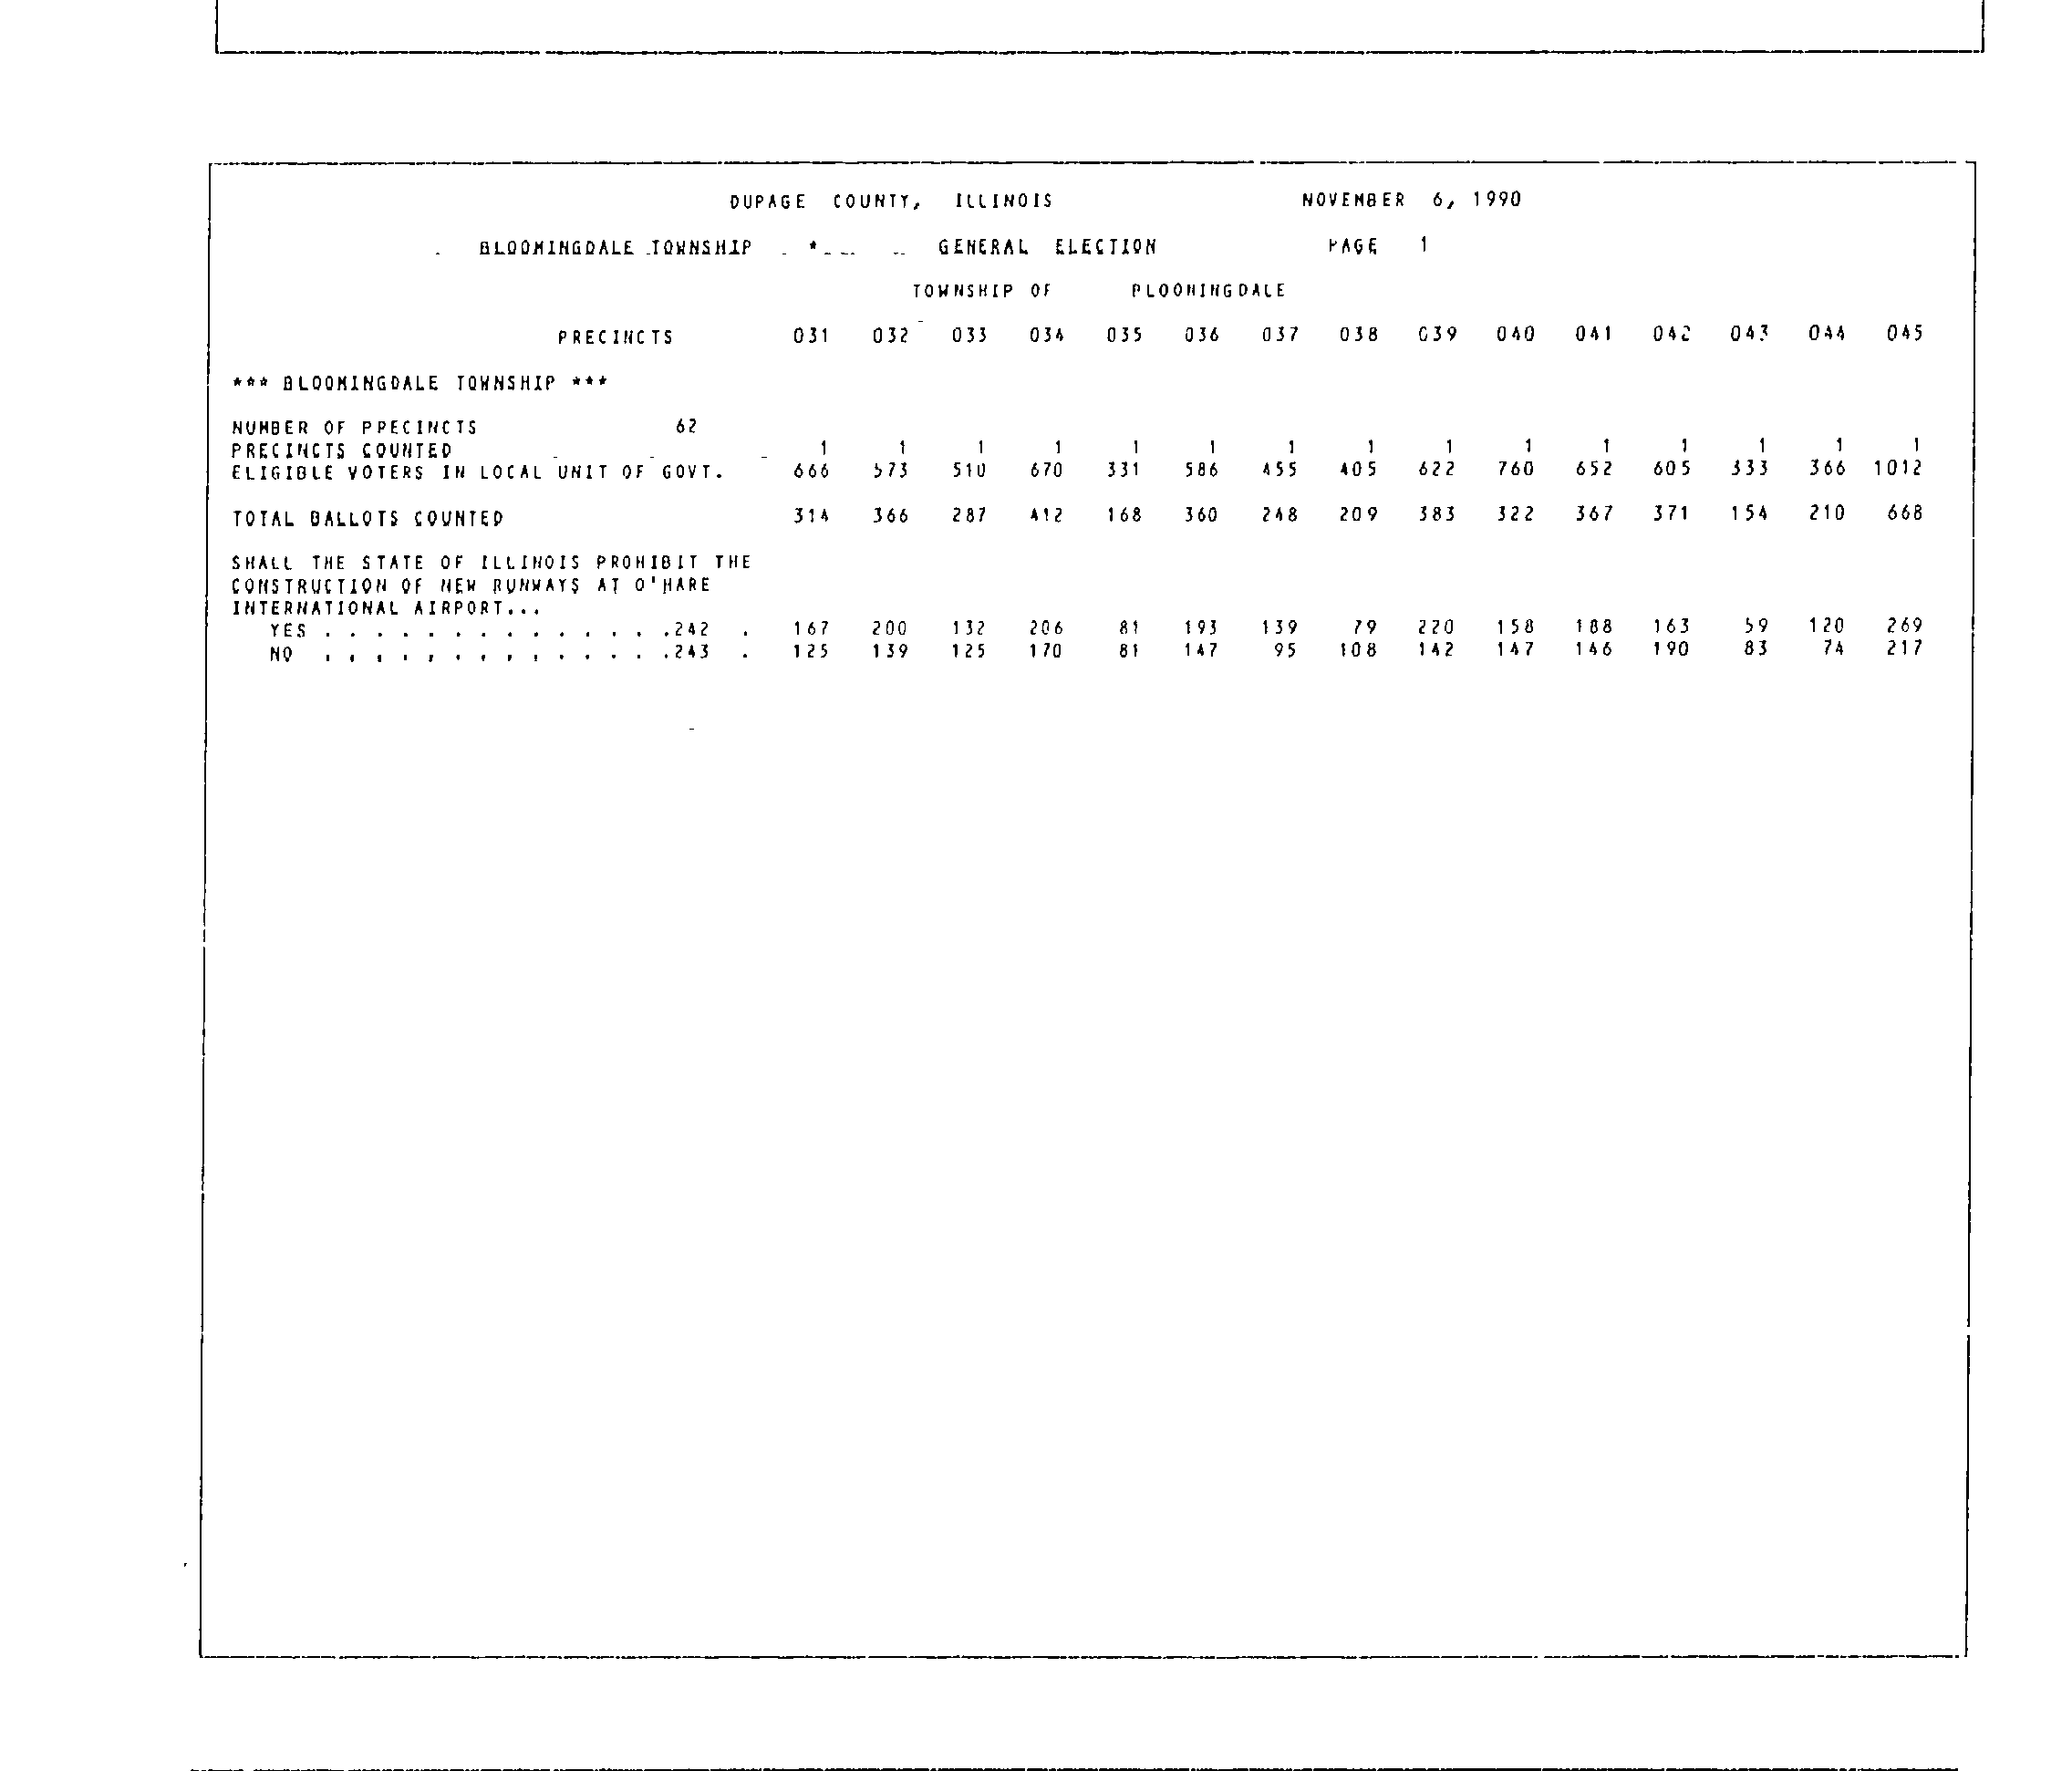 DUPAGE COUNTY, ILLINOIS NOVEMBER 6, 1990
BLOOMINGDALE TOWNSHIP * GENERAL ELECTION PAGE 1
TOWNSHIP OF BLOOMINGDALE
PRECINCTS 031 032 033 034 035 036 037 038 039 040 041 042 043 044 045
*** BLOOMINGDALE TOWNSHIP ***
NUMBER OF PRECINCTS 62
PRECINCTS COUNTED 1 1 1 1 1 1 1 1 1 1 1 1 1 1 1
ELIGIBLE VOTERS IN LOCAL UNIT OF GOVT. 666 573 510 670 331 586 455 405 622 760 652 605 333 366 1012
TOTAL BALLOTS COUNTED 314 366 287 412 168 360 248 209 383 322 367 371 154 210 668
SHALL THE STATE OF ILLINOIS PROHIBIT THE
CONSTRUCTION OF NEW RUNWAYS AT O'HARE
INTERNATIONAL AIRPORT...
YES . . . . . . . . . . . . . .242 . 167 200 132 206 81 193 139 79 220 158 188 163 59 120 269
NO . . . . . . . . . . . . . .243 . 125 139 125 170 81 147 95 108 142 147 146 190 83 74 217